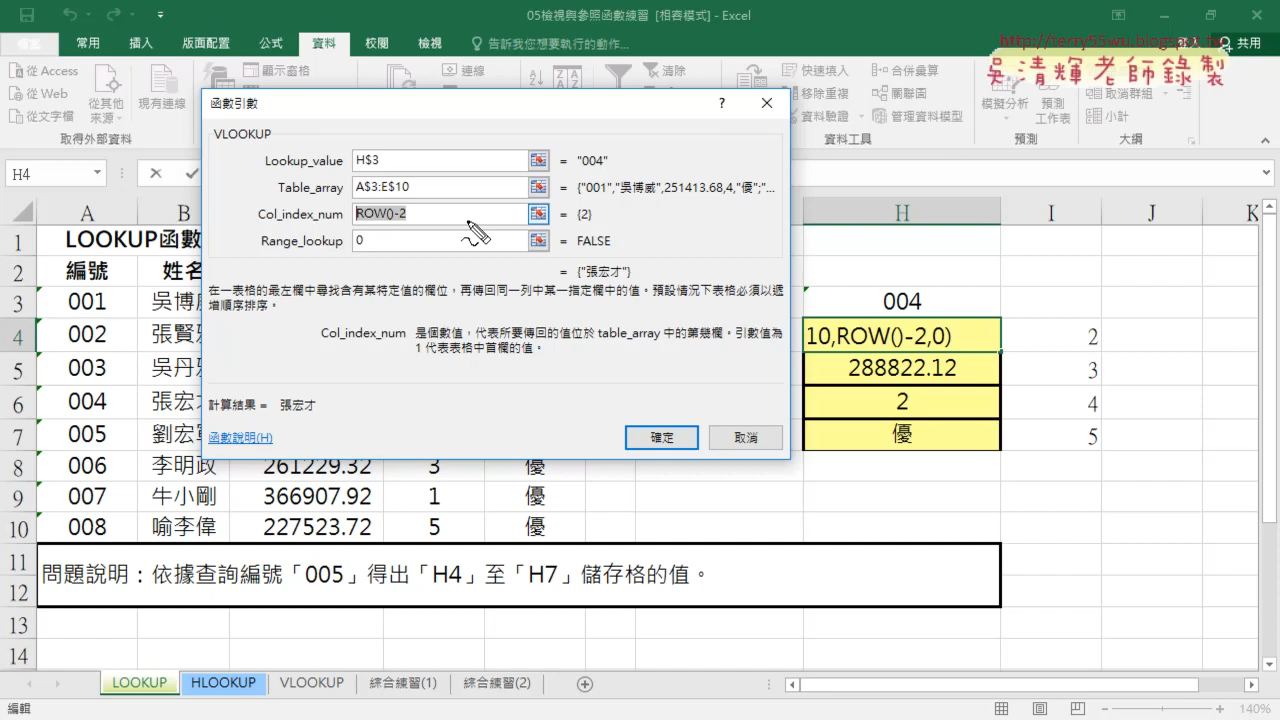 05檢視與參照函數練習 [相容模式] - Excel
http://terry55wu.blogspot.tw
吳清輝老師錄製
常用 插入 版面配置 公式 資料 校閱 檢視 告訴我您想要執行的動作... 共用
從 Access
從 Web
從文字檔
從其他
來源
現有連線
顯示窗格
連線
清除
快速填入
移除重複
資料驗證
合併彙算
關聯圖
管理資料模型
模擬分析
預測
工作表
取消群組
小計
取得外部資料 資料工具 預測 大綱
H4
函數引數
?
VLOOKUP
Lookup_value H$3 = "004"
Table_array A$3:E$10 = {"001","吳博威",251413.68,4,"優";"...
Col_index_num ROW()-2 = {2}
Range_lookup 0 = FALSE
= {"張宏才"}
在一表格的最左欄中尋找含有某特定值的欄位，再傳回同一列中某一指定欄中的值。預設情況下表格必須以遞
增順序排序。
Col_index_num 是個數值，代表所要傳回的值位於 table_array 中的第幾欄。引數值為
1 代表表格中首欄的值。
計算結果 = 張宏才
函數說明(H)
確定 取消
A B H I J K
1 LOOKUP函數
2 編號 姓名
3 001 吳博 004
4 002 張賢 10,ROW()-2,0) 2
5 003 吳丹 288822.12 3
6 004 張宏 2 4
7 005 劉宏 優 5
8 006 李明政 261229.32 3 優
9 007 牛小剛 366907.92 1 優
10 008 喻李偉 227523.72 5 優
11
12
問題說明：依據查詢編號「005」得出「H4」至「H7」儲存格的值。
13
14
LOOKUP HLOOKUP VLOOKUP 綜合練習(1) 綜合練習(2)
編輯 140%